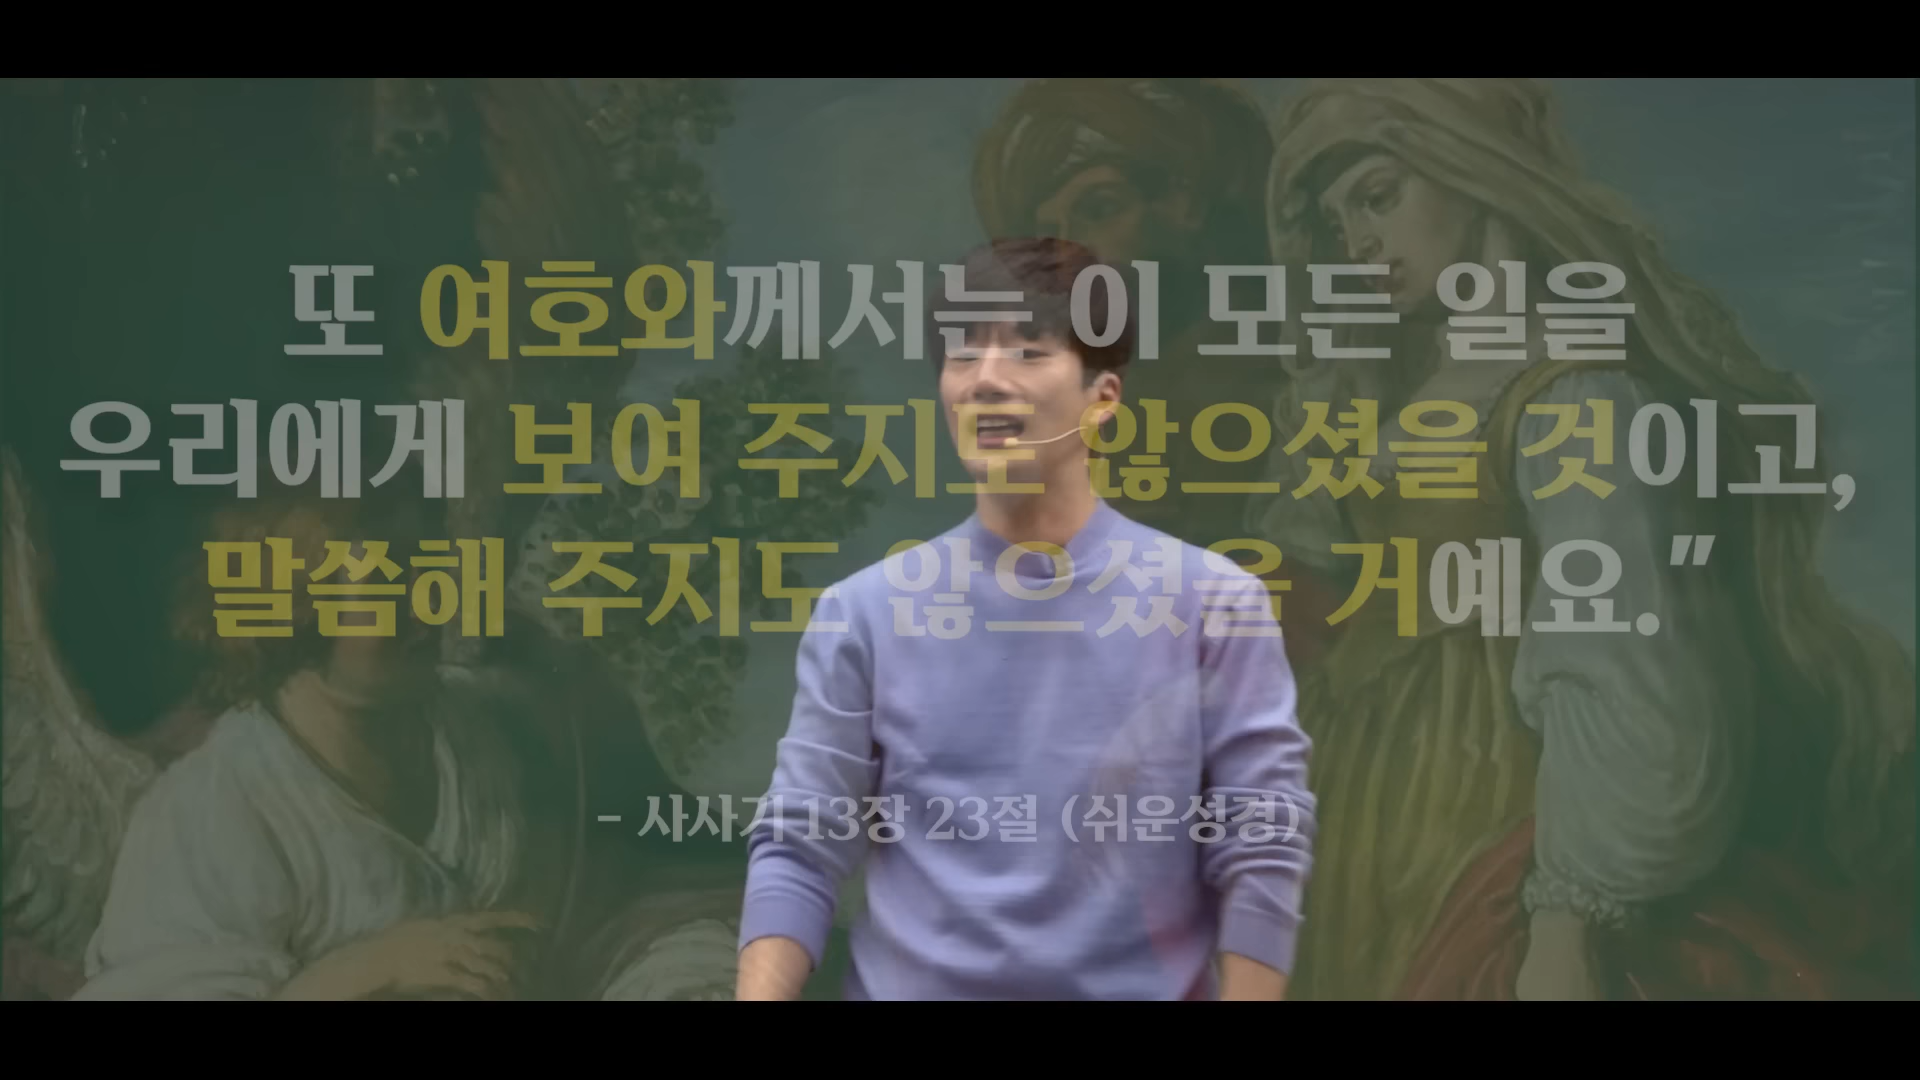 또 여호와께서는 이 모든 일을
우리에게 보여 주지도 않으셨을 것이고,
말씀해 주지도 않으셨을 거예요."
- 사사기 13장 23절 (쉬운성경)